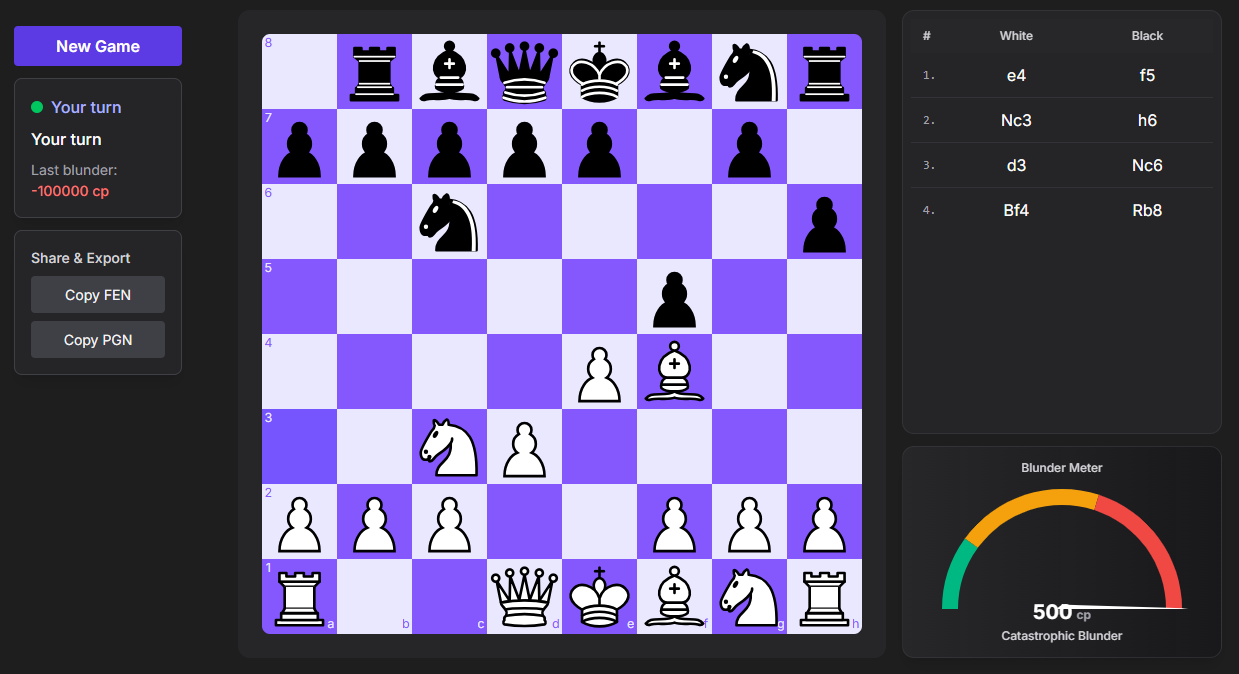 New Game
Your turn
Your turn
Last blunder:
-100000 cp
Share & Export
Copy FEN
Copy PGN
8
7
6
5
4
3
2
1
a b c d e f g h
# White Black
1. e4 f5
2. Nc3 h6
3. d3 Nc6
4. Bf4 Rb8
Blunder Meter
500 cp
Catastrophic Blunder